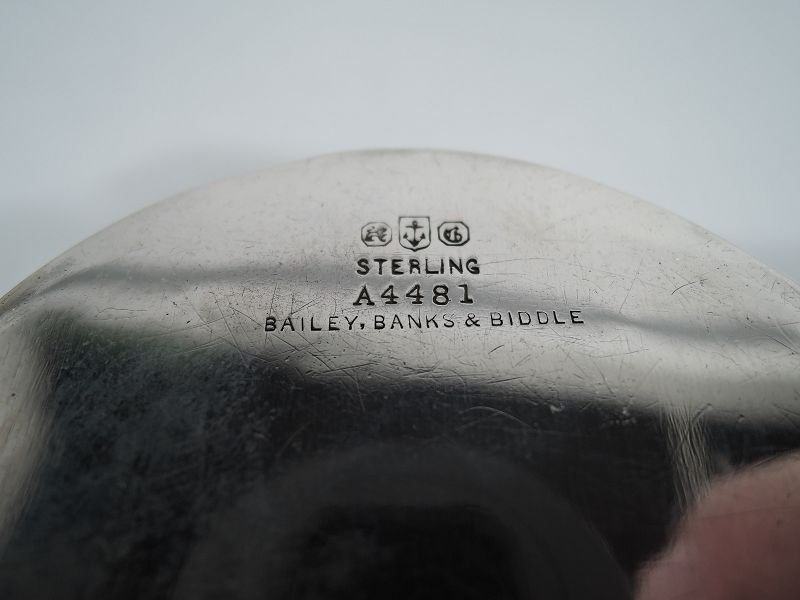 STERLING
A4481
BAILEY, BANKS & BIDDLE